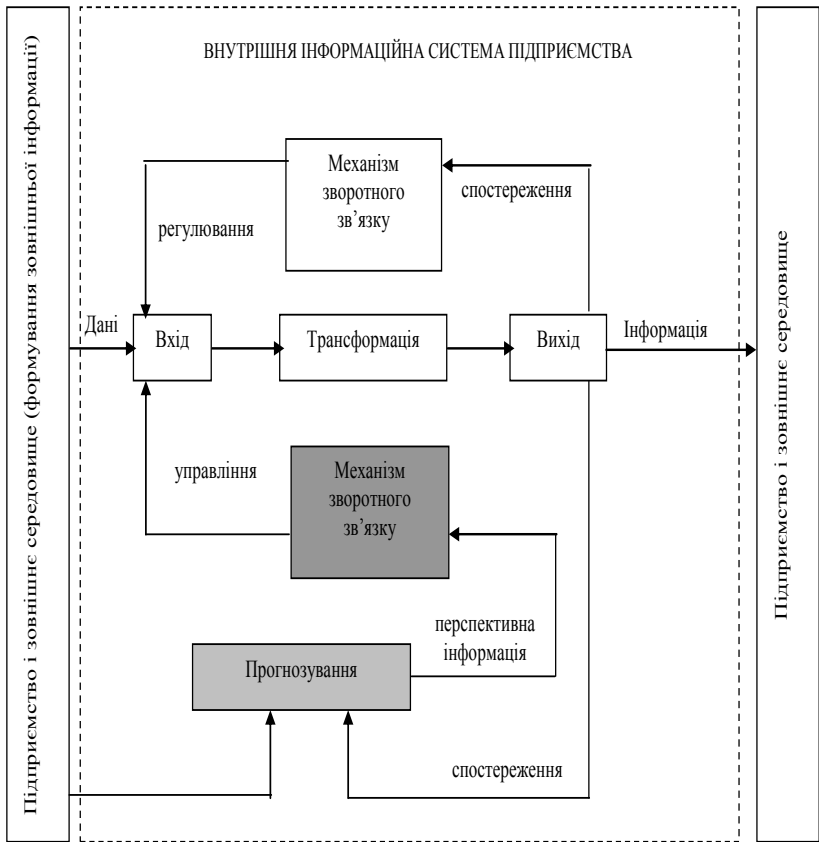 Підприємство і зовнішнє середовище (формування зовнішньої інформації)
ВНУТРІШНЯ ІНФОРМАЦІЙНА СИСТЕМА ПІДПРИЄМСТВА
Механізм
зворотного
зв’язку
спостереження
регулювання
Дані
Вхід
Трансформація
Вихід
Інформація
управління
Механізм
зворотного
зв’язку
перспективна
інформація
Прогнозування
спостереження
Підприємство і зовнішнє середовище